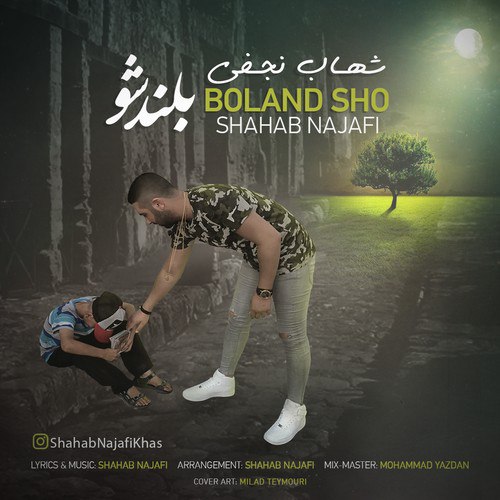 شهاب نجفی
بلند شو
BOLAND SHO
SHAHAB NAJAFI
ShahabNajafiKhas
LYRICS & MUSIC: SHAHAB NAJAFI ARRANGEMENT: SHAHAB NAJAFI MIX-MASTER: MOHAMMAD YAZDAN
COVER ART: MILAD TEYMOURI